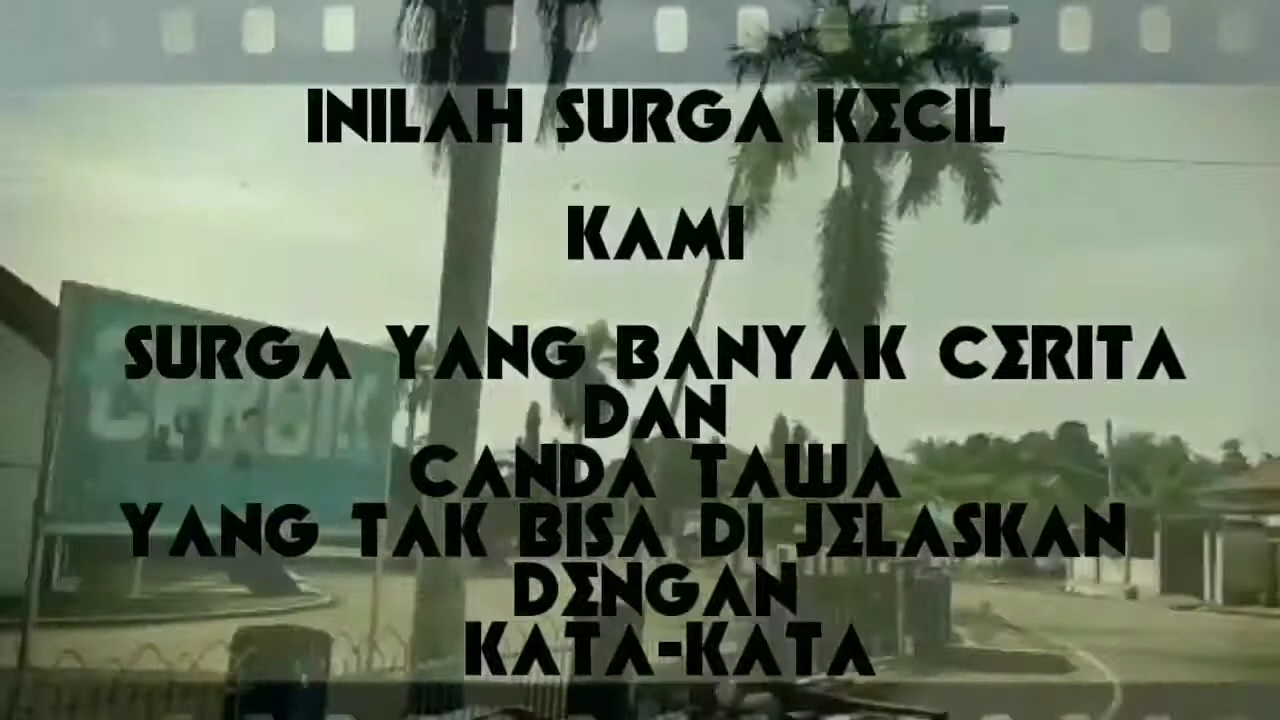 INILAH SURGA KECIL
KAMI
SURGA YANG BANYAK CERITA
DAN
CANDA TAWA
YANG TAK BISA DI JELASKAN
DENGAN
KATA-KATA